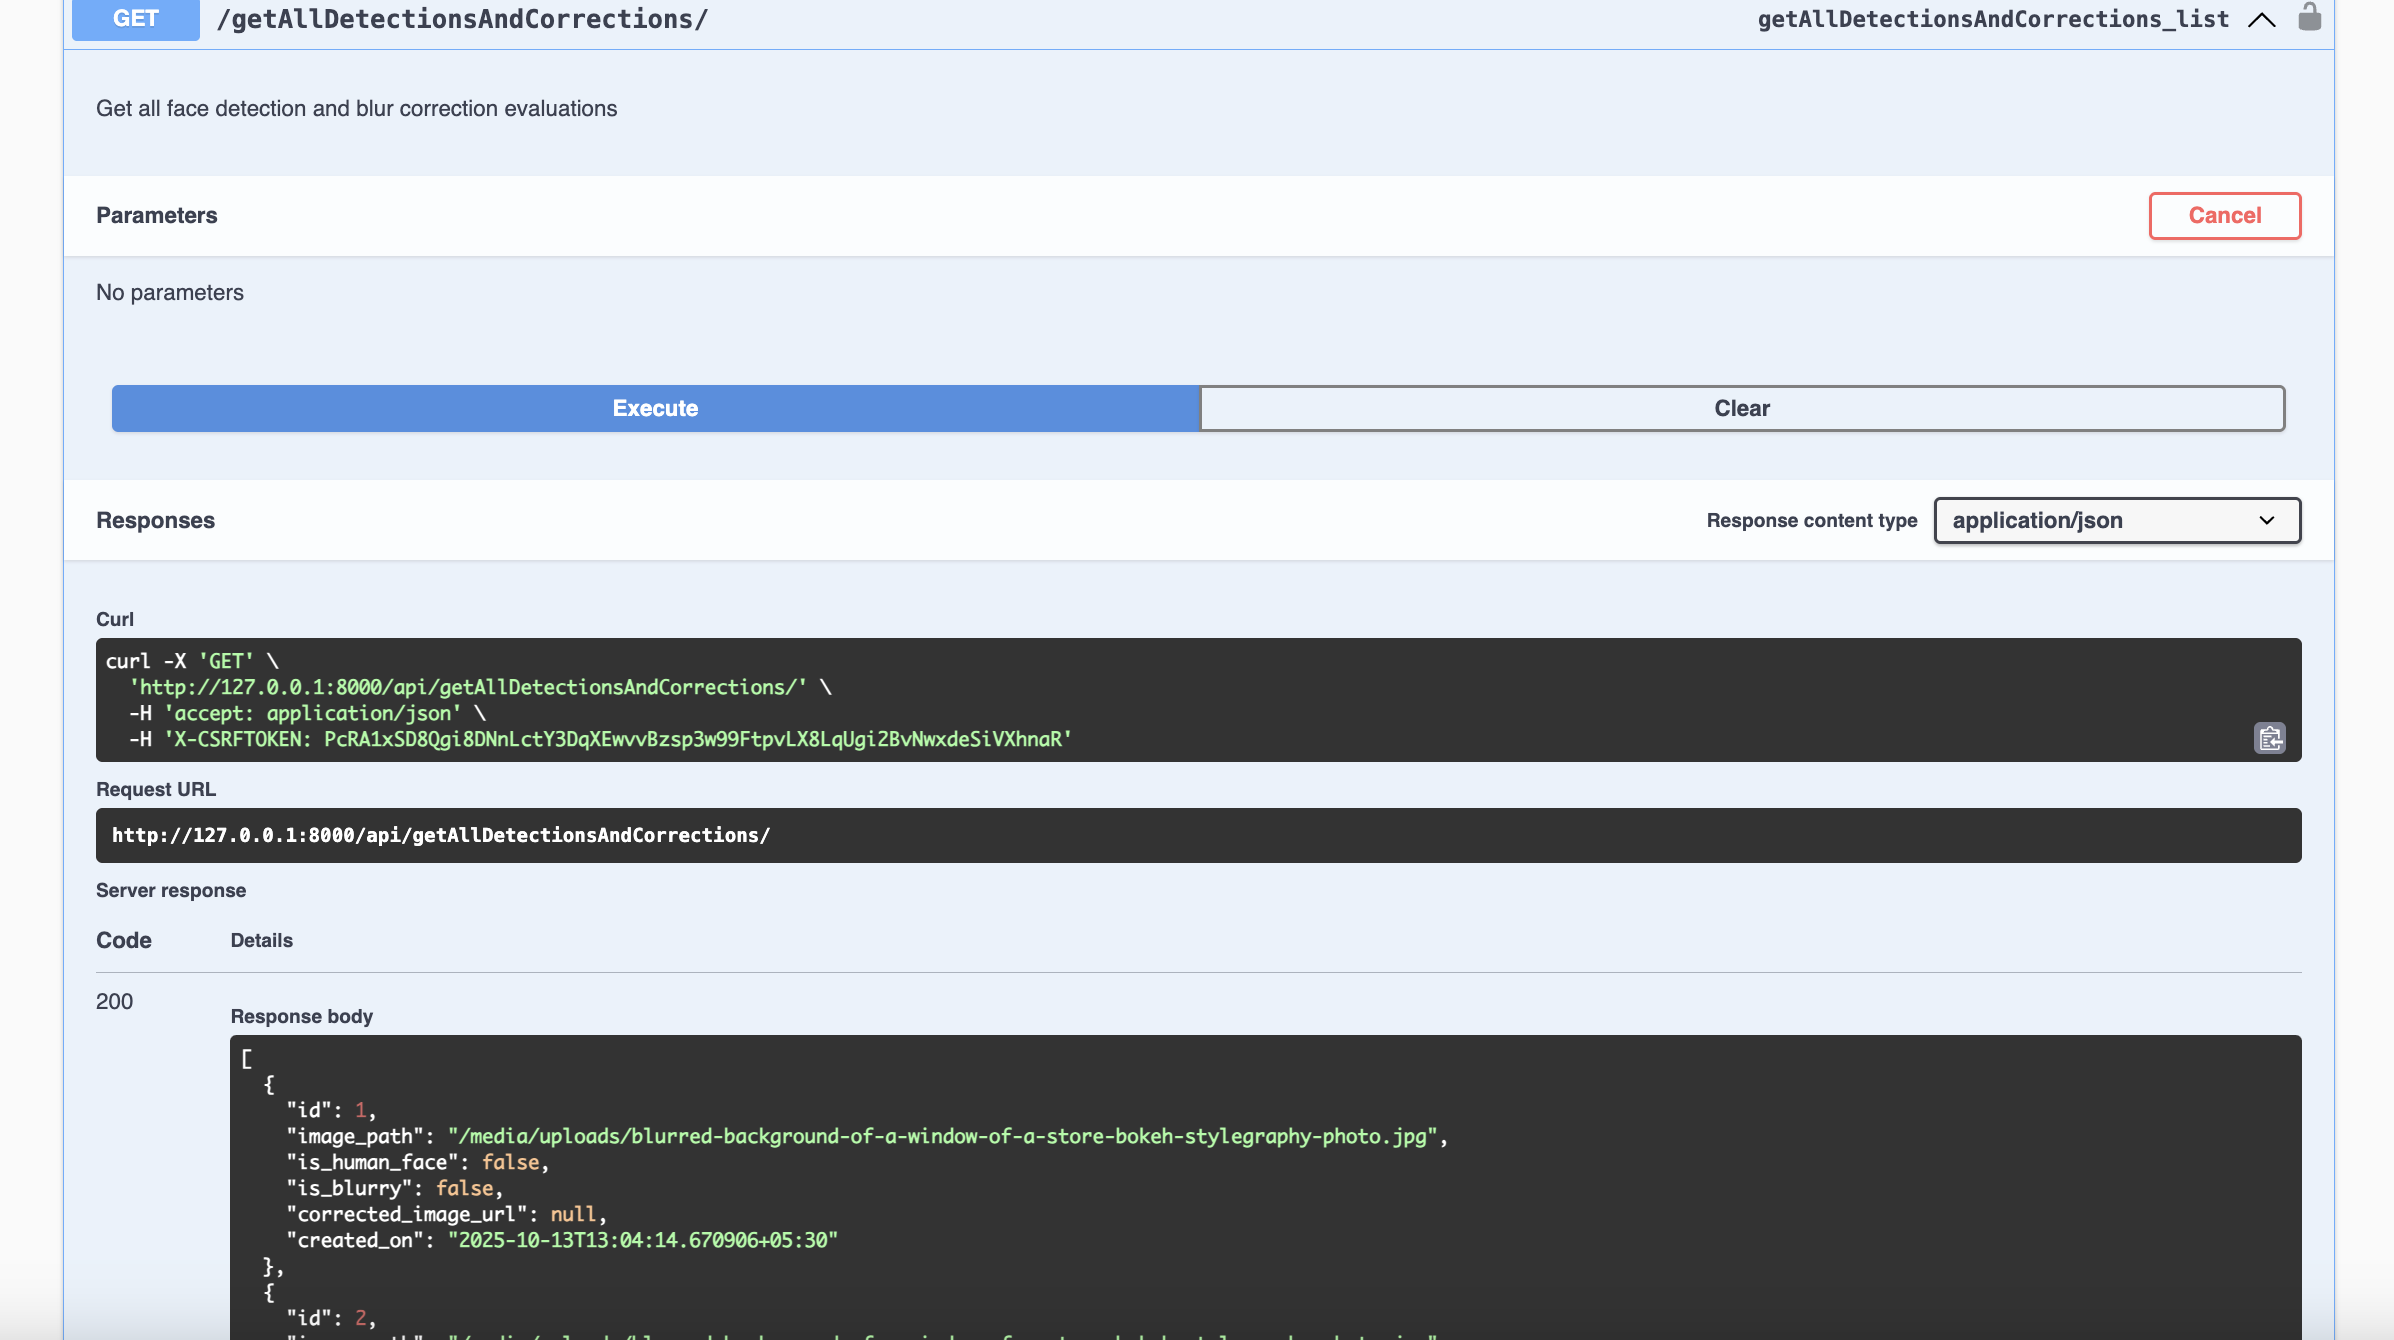 GET /getAllDetectionsAndCorrections/ getAllDetectionsAndCorrections_list
Get all face detection and blur correction evaluations
Parameters Cancel
No parameters
Execute Clear
Responses Response content type application/json
Curl
curl -X 'GET' \
'http://127.0.0.1:8000/api/getAllDetectionsAndCorrections/' \
-H 'accept: application/json' \
-H 'X-CSRFTOKEN: PcRA1xSD8Qgi8DNnLctY3DqXEwvvBzsp3w99FtpvLX8LqUgi2BvNwxdeSiVXhnaR'
Request URL
http://127.0.0.1:8000/api/getAllDetectionsAndCorrections/
Server response
Code Details
200
Response body
[
{
"id": 1,
"image_path": "/media/uploads/blurred-background-of-a-window-of-a-store-bokeh-stylegraphy-photo.jpg",
"is_human_face": false,
"is_blurry": false,
"corrected_image_url": null,
"created_on": "2025-10-13T13:04:14.670906+05:30"
},
{
"id": 2,